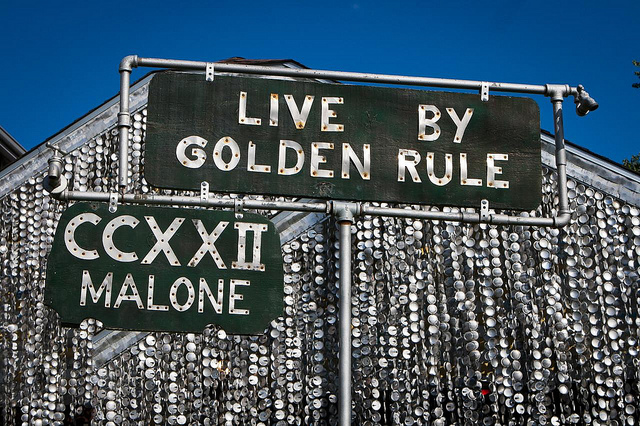 LIVE BY
GOLDEN RULE
CCXXII
MALONE